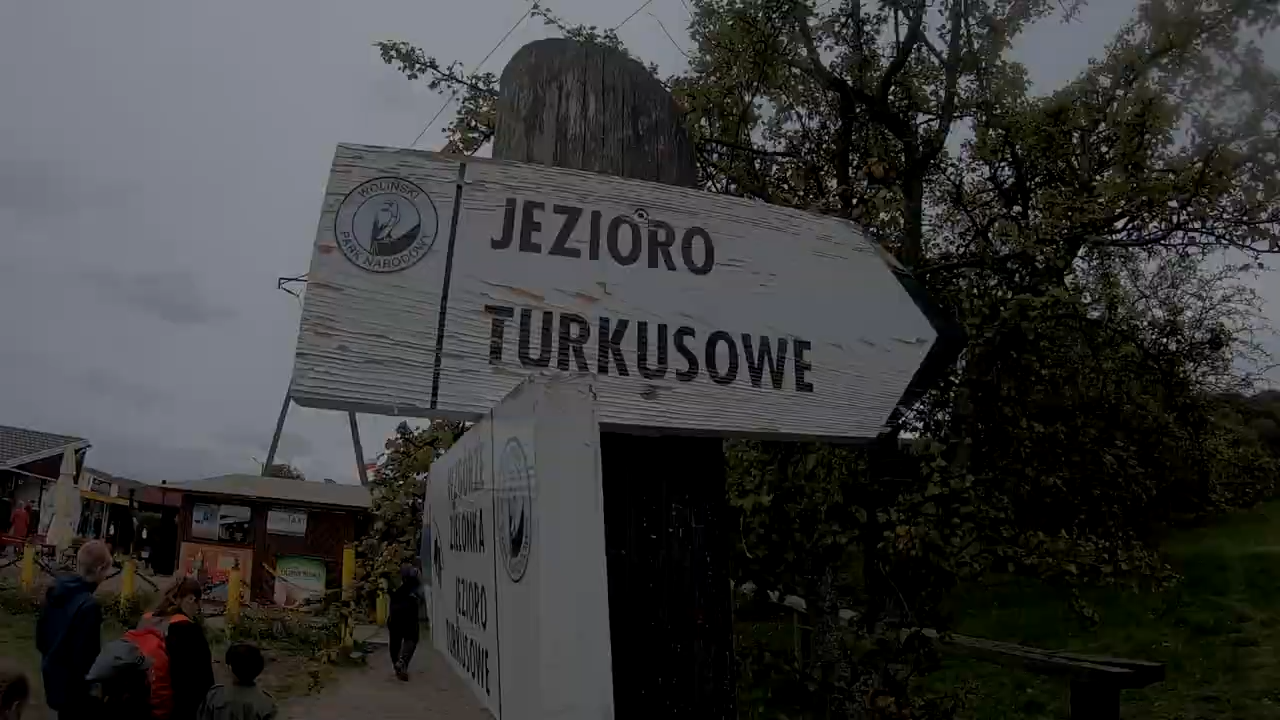 WOLIŃSKI
PARK NARODOWY
JEZIORO
TURKUSOWE
ZIELONKA
JEZIORO
TURKUSOWE